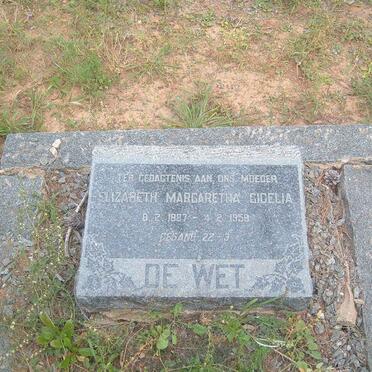 TER GEDAGTENIS AAN ONS MOEDER
ELIZABETH MARGARETHA GIDELIA
8.2.1887 - 4.2.1959
GESANG 22-3
DE WET